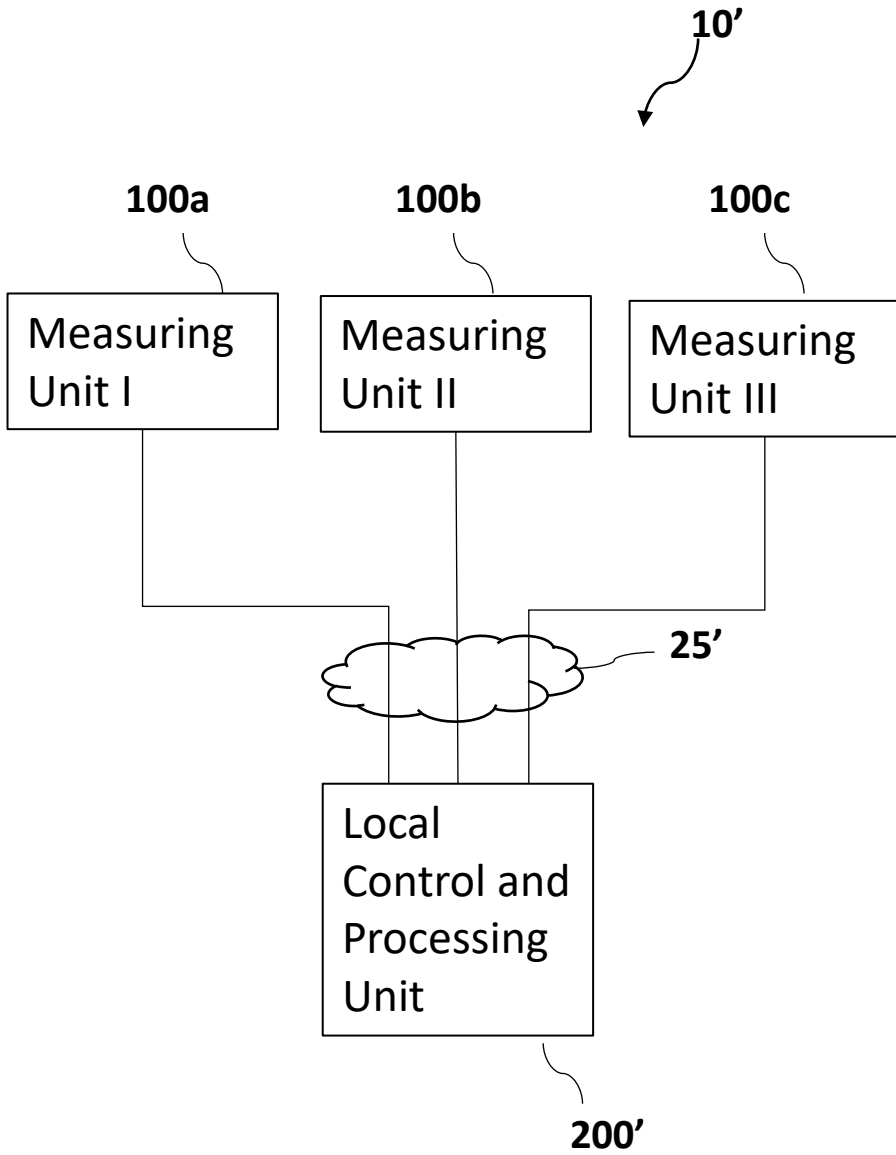 10’
100a
100b
100c
Measuring
Unit I
Measuring
Unit II
Measuring
Unit III
25’
Local
Control and
Processing
Unit
200’